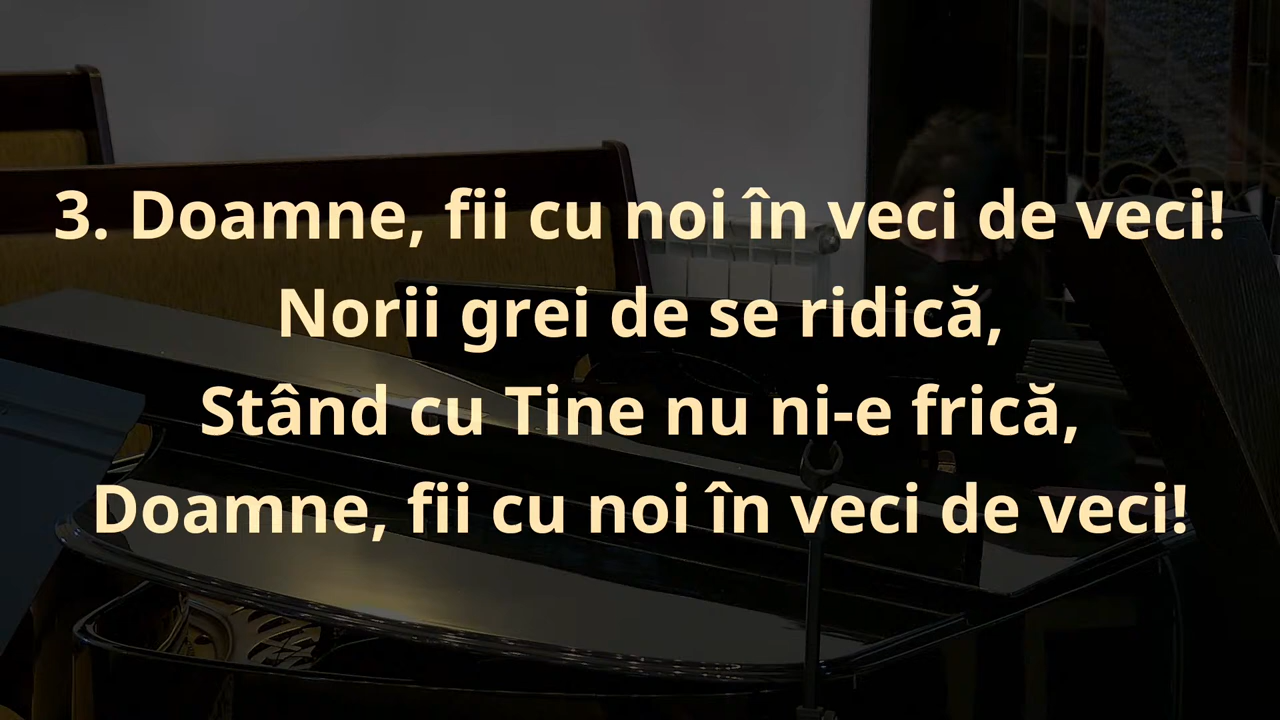 3. Doamne, fii cu noi în veci de veci!
Norii grei de se ridică,
Stând cu Tine nu ni-e frică,
Doamne, fii cu noi în veci de veci!